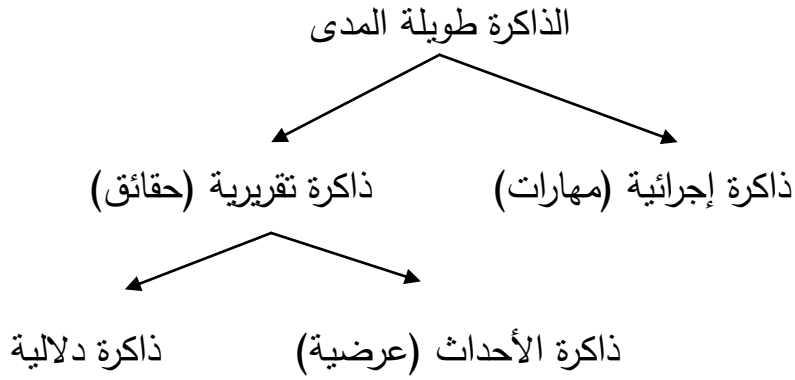 الذاكرة طويلة المدى
ذاكرة إجرائية (مهارات) ذاكرة تقريرية (حقائق)
ذاكرة الأحداث (عرضية) ذاكرة دلالية